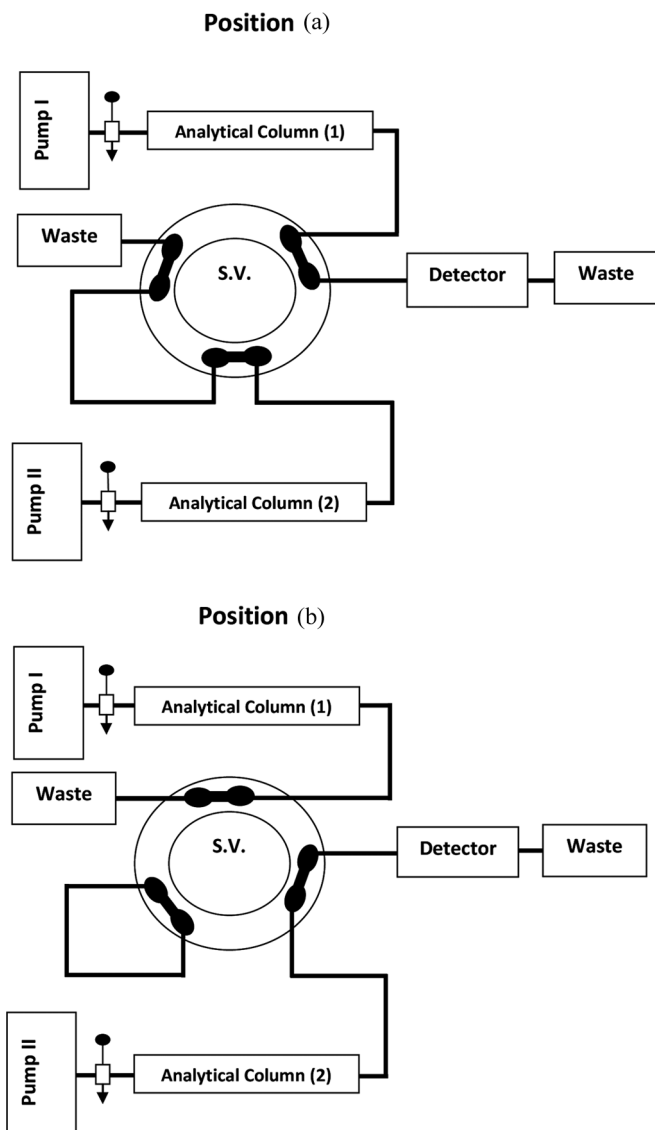 Position (a)
Pump I
Analytical Column (1)
Waste
S.V.
Detector
Waste
Pump II
Analytical Column (2)
Position (b)
Pump I
Analytical Column (1)
Waste
S.V.
Detector
Waste
Pump II
Analytical Column (2)